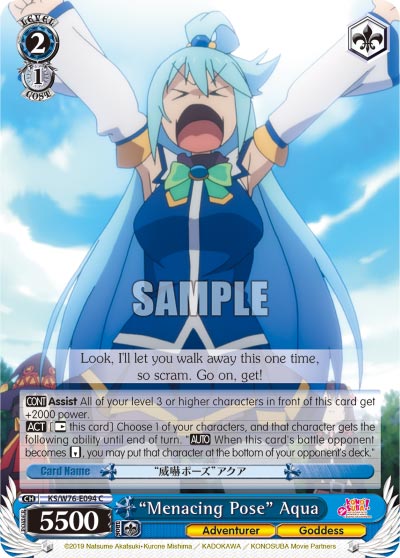 LEVEL
2
1
COST
SAMPLE
Look, I'll let you walk away this one time,
so scram. Go on, get!
CONT Assist All of your level 3 or higher characters in front of this card get
+2000 power.
ACT [ this card] Choose 1 of your characters, and that character gets the
following ability until end of turn. "AUTO When this card's battle opponent
becomes , you may put that character at the bottom of your opponent's deck."
Card Name "威嚇ポーズ" アクア
CH KS/W76-E094 C
POWER 5500 SOUL "Menacing Pose" Aqua
KONOSUBA!
Adventurer Goddess
©2019 Natsume Akatsuki・Kurone Mishima / KADOKAWA / KONOSUBA Movie Partners